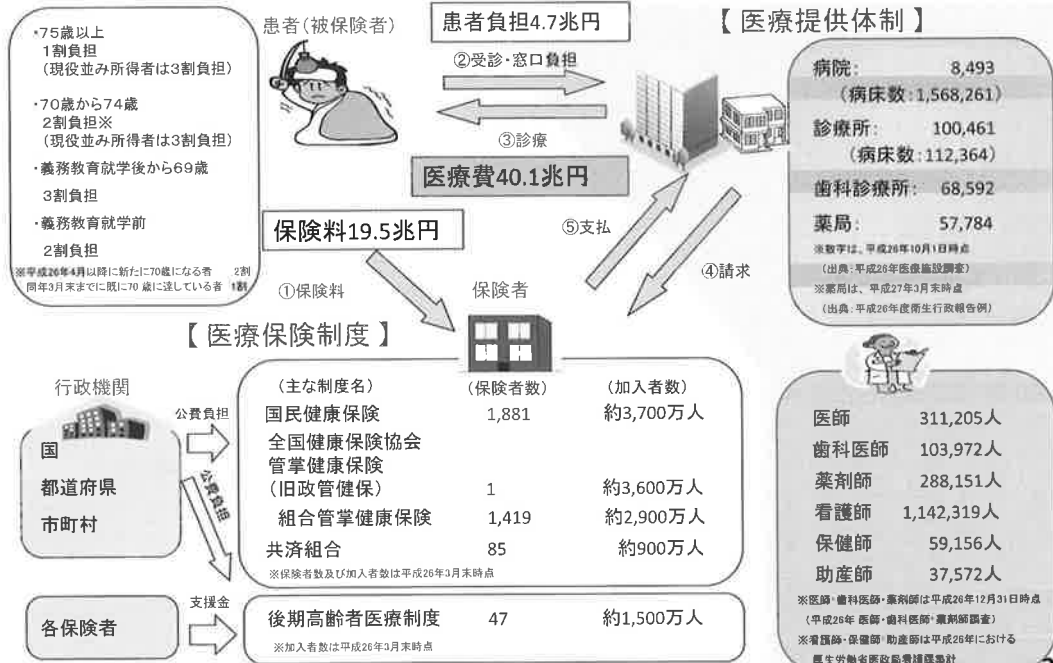 ・75歳以上
1割負担
(現役並み所得者は3割負担)
・70歳から74歳
2割負担※
(現役並み所得者は3割負担)
・義務教育就学後から69歳
3割負担
・義務教育就学前
2割負担
※平成26年4月以降に新たに70歳になる者 2割
同年3月末までに既に70歳に達している者 1割
患者(被保険者)
患者負担4.7兆円
②受診・窓口負担
③診療
医療費40.1兆円
保険料19.5兆円
①保険料
⑤支払
④請求
保険者
【医療提供体制】
病院: 8,493
(病床数:1,568,261)
診療所: 100,461
(病床数:112,364)
歯科診療所: 68,592
薬局: 57,784
※数字は、平成26年10月1日時点
(出典:平成26年医療施設調査)
※薬局は、平成27年3月末時点
(出典:平成26年度衛生行政報告例)
【医療保険制度】
行政機関
国
都道府県
市町村
公費負担
公費負担
(主な制度名) (保険者数) (加入者数)
国民健康保険 1,881 約3,700万人
全国健康保険協会
管掌健康保険
(旧政管健保) 1 約3,600万人
組合管掌健康保険 1,419 約2,900万人
共済組合 85 約900万人
※保険者数及び加入者数は平成26年3月末時点
各保険者
支援金
後期高齢者医療制度 47 約1,500万人
※加入者数は平成26年3月末時点
医師 311,205人
歯科医師 103,972人
薬剤師 288,151人
看護師 1,142,319人
保健師 59,156人
助産師 37,572人
※医師・歯科医師・薬剤師は平成26年12月31日時点
(平成26年 医師・歯科医師・薬剤師調査)
※看護師・保健師・助産師は平成26年における
厚生労働省医政局看護課集計